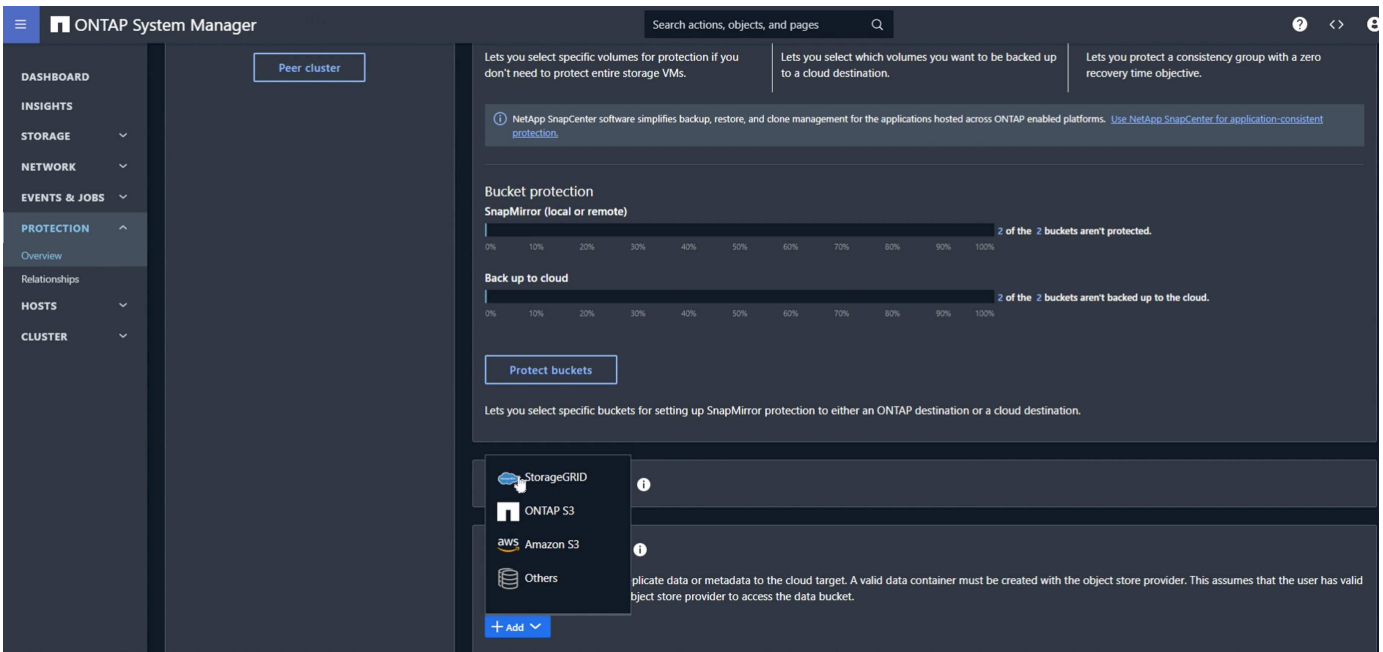 ONTAP System Manager
Search actions, objects, and pages
DASHBOARD
INSIGHTS
STORAGE
NETWORK
EVENTS & JOBS
PROTECTION
Overview
Relationships
HOSTS
CLUSTER
Peer cluster
Lets you select specific volumes for protection if you
don't need to protect entire storage VMs.
Lets you select which volumes you want to be backed up
to a cloud destination.
Lets you protect a consistency group with a zero
recovery time objective.
NetApp SnapCenter software simplifies backup, restore, and clone management for the applications hosted across ONTAP enabled platforms. Use NetApp SnapCenter for application-consistent
protection.
Bucket protection
SnapMirror (local or remote)
2 of the 2 buckets aren't protected.
0% 10% 20% 30% 40% 50% 60% 70% 80% 90% 100%
Back up to cloud
2 of the 2 buckets aren't backed up to the cloud.
0% 10% 20% 30% 40% 50% 60% 70% 80% 90% 100%
Protect buckets
Lets you select specific buckets for setting up SnapMirror protection to either an ONTAP destination or a cloud destination.
StorageGRID
ONTAP S3
aws Amazon S3
Others
plicate data or metadata to the cloud target. A valid data container must be created with the object store provider. This assumes that the user has valid
bject store provider to access the data bucket.
+ Add